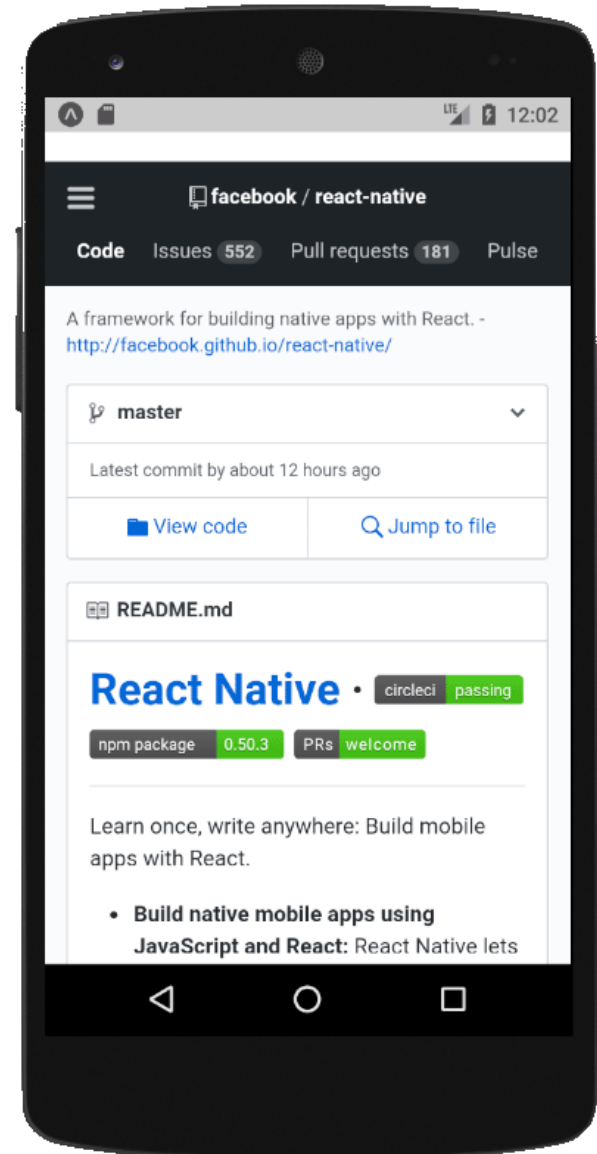 LTE 12:02
facebook / react-native
Code Issues 552 Pull requests 181 Pulse
A framework for building native apps with React. -
http://facebook.github.io/react-native/
master
Latest commit by about 12 hours ago
View code Jump to file
README.md
React Native · circleci passing
npm package 0.50.3 PRs welcome
Learn once, write anywhere: Build mobile
apps with React.
• Build native mobile apps using
JavaScript and React: React Native lets